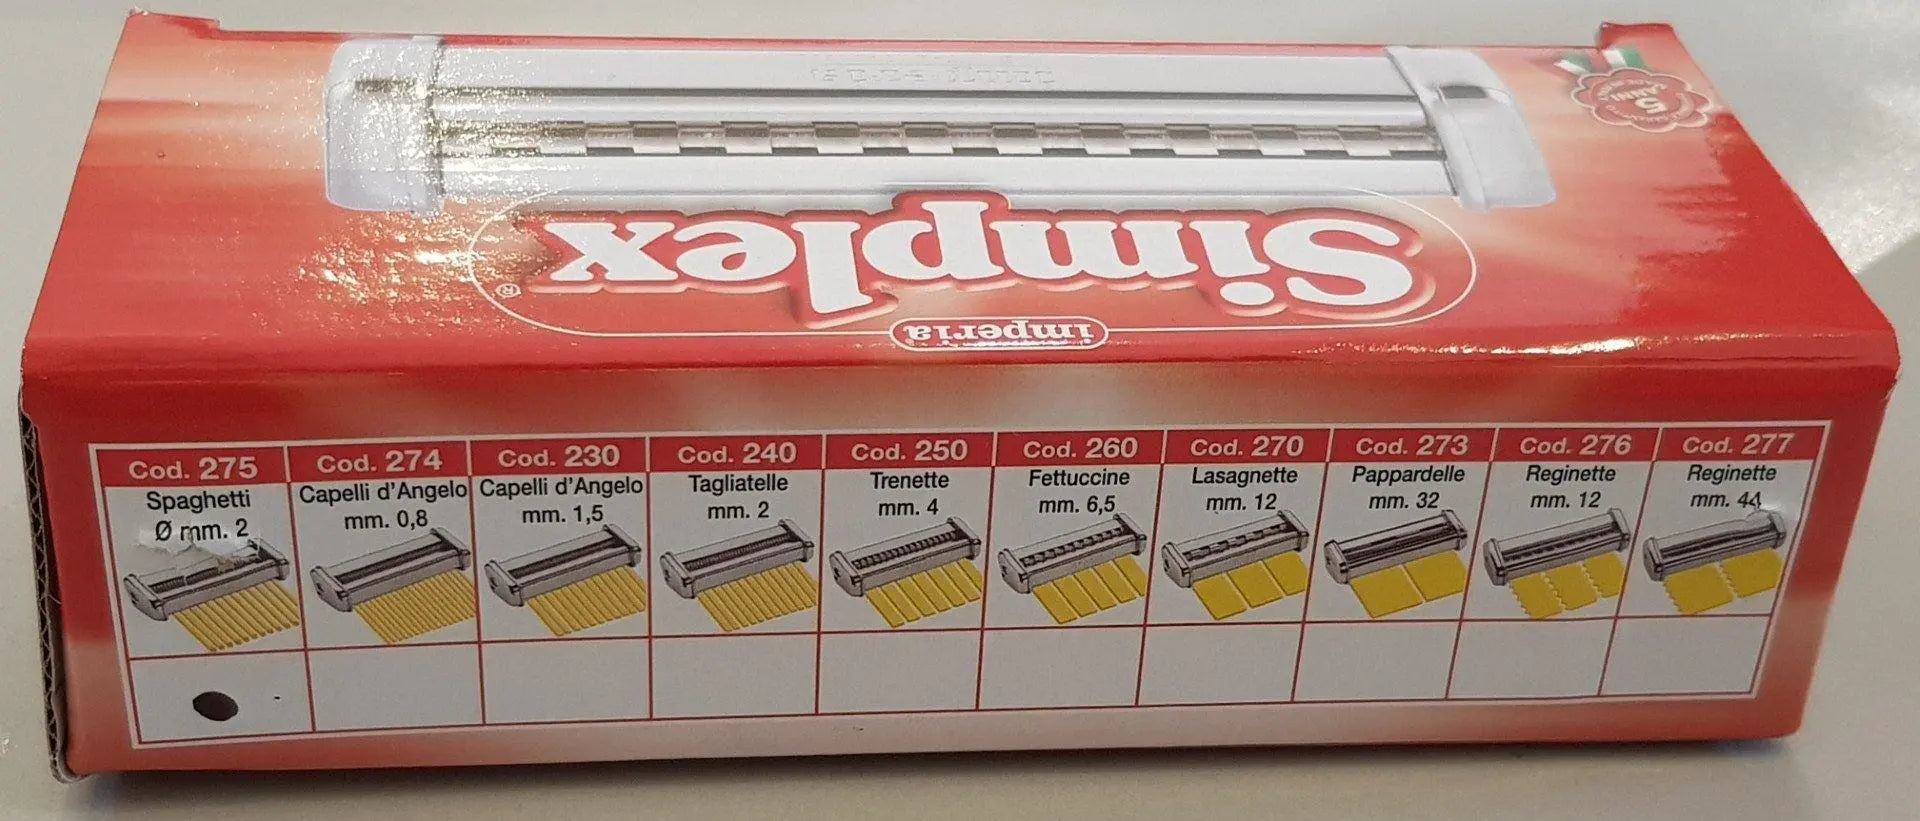 Simplex
®
imperia
5
ANNI
Cod. 275
Spaghetti
Ø mm. 2
Cod. 274
Capelli d'Angelo
mm. 0,8
Cod. 230
Capelli d'Angelo
mm. 1,5
Cod. 240
Tagliatelle
mm. 2
Cod. 250
Trenette
mm. 4
Cod. 260
Fettuccine
mm. 6,5
Cod. 270
Lasagnette
mm. 12
Cod. 273
Pappardelle
mm. 32
Cod. 276
Reginette
mm. 12
Cod. 277
Reginette
mm. 44